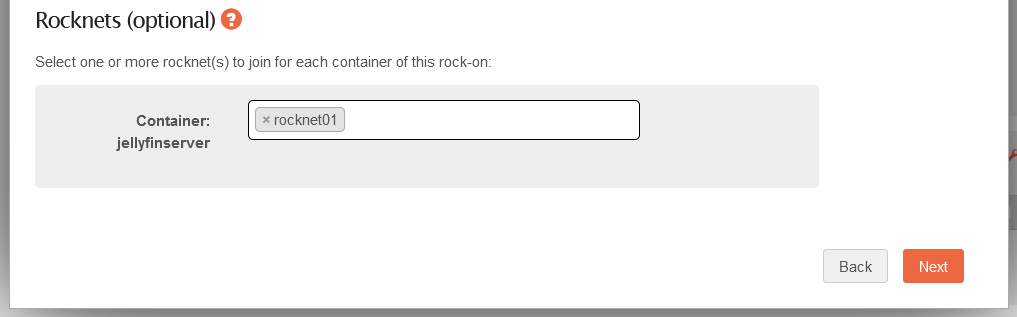 Rocknets (optional) ?
Select one or more rocknet(s) to join for each container of this rock-on:
Container:
jellyfinserver
× rocknet01
Back
Next